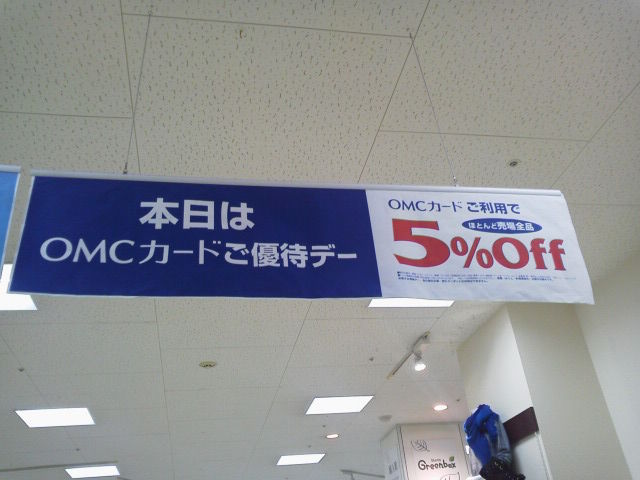 本日は
OMCカードご優待デー
OMCカード ご利用で
ほとんど売場全品
5%Off
Greenbox